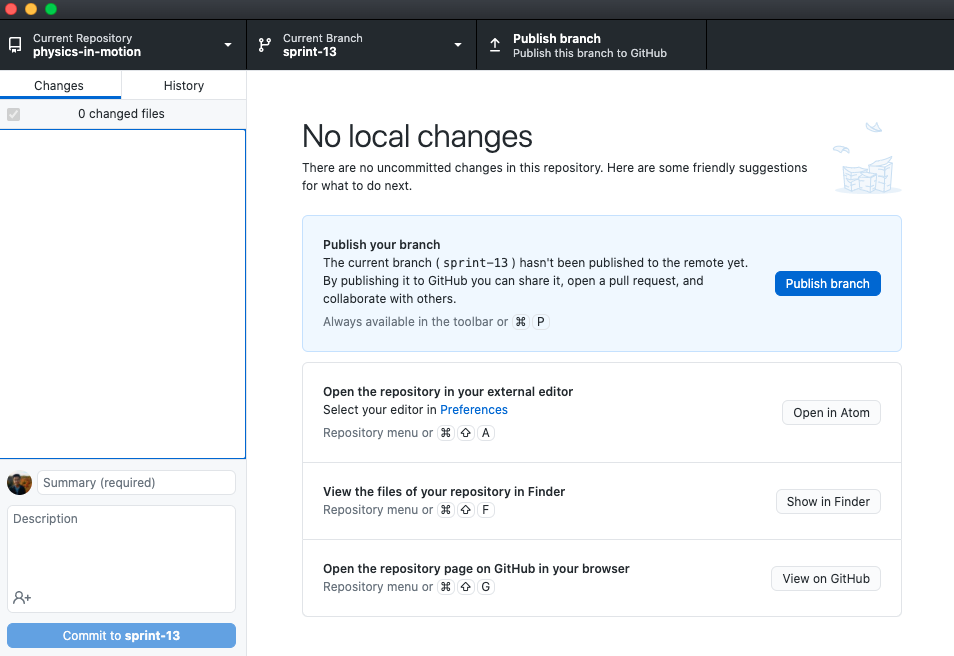 Current Repository
physics-in-motion
Current Branch
sprint-13
Publish branch
Publish this branch to GitHub
Changes
History
0 changed files
No local changes
There are no uncommitted changes in this repository. Here are some friendly suggestions
for what to do next.
Publish your branch
The current branch ( sprint-13 ) hasn't been published to the remote yet.
By publishing it to GitHub you can share it, open a pull request, and
collaborate with others.
Always available in the toolbar or ⌘ P
Publish branch
Open the repository in your external editor
Select your editor in Preferences
Repository menu or ⌘ ⇧ A
Open in Atom
View the files of your repository in Finder
Repository menu or ⌘ ⇧ F
Show in Finder
Open the repository page on GitHub in your browser
Repository menu or ⌘ ⇧ G
View on GitHub
Summary (required)
Description
Commit to sprint-13